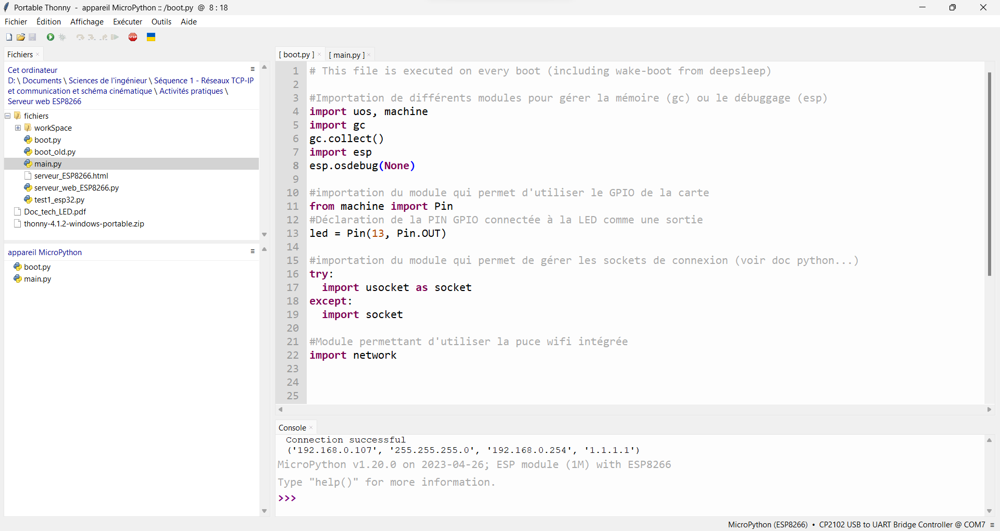 Portable Thonny - appareil MicroPython :: /boot.py @ 8 : 18
Fichier Édition Affichage Exécuter Outils Aide
STOP
Fichiers ×
Cet ordinateur
D: \ Documents \ Sciences de l'ingénieur \ Séquence 1 - Réseaux TCP-IP
et communication et schéma cinématique \ Activités pratiques \
Serveur web ESP8266
fichiers
workSpace
boot.py
boot_old.py
main.py
serveur_ESP8266.html
serveur_web_ESP8266.py
test1_esp32.py
Doc_tech_LED.pdf
thonny-4.1.2-windows-portable.zip
appareil MicroPython
boot.py
main.py
[ boot.py ] × [ main.py ] ×
1 # This file is executed on every boot (including wake-boot from deepsleep)
2
3 #Importation de différents modules pour gérer la mémoire (gc) ou le débuggage (esp)
4 import uos, machine
5 import gc
6 gc.collect()
7 import esp
8 esp.osdebug(None)
9
10 #importation du module qui permet d'utiliser le GPIO de la carte
11 from machine import Pin
12 #Déclaration de la PIN GPIO connectée à la LED comme une sortie
13 led = Pin(13, Pin.OUT)
14
15 #importation du module qui permet de gérer les sockets de connexion (voir doc python...)
16 try:
17   import usocket as socket
18 except:
19   import socket
20
21 #Module permettant d'utiliser la puce wifi intégrée
22 import network
23
24
25
Console ×
Connection successful
('192.168.0.107', '255.255.255.0', '192.168.0.254', '1.1.1.1')
MicroPython v1.20.0 on 2023-04-26; ESP module (1M) with ESP8266
Type "help()" for more information.
>>>
MicroPython (ESP8266) • CP2102 USB to UART Bridge Controller @ COM7